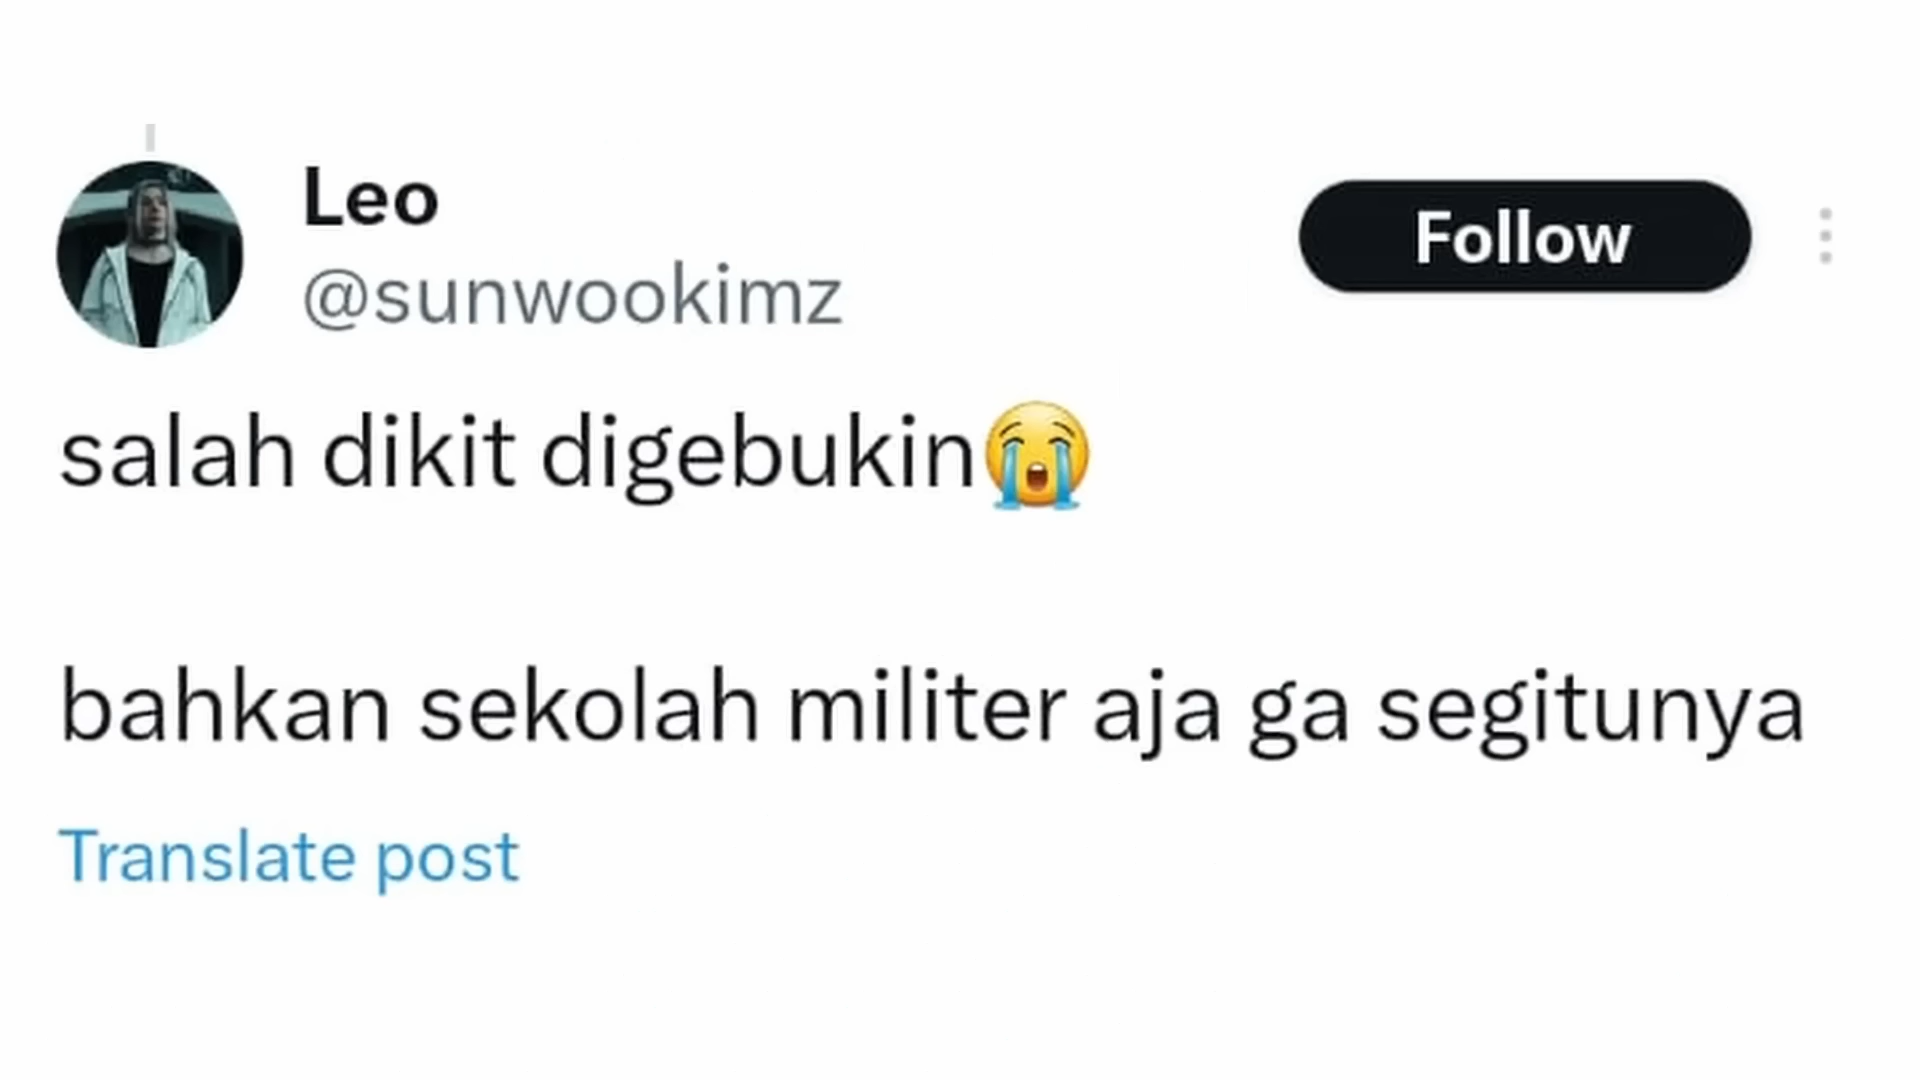 Leo
Follow
@sunwookimz
salah dikit digebukin😭
bahkan sekolah militer aja ga segitunya
Translate post